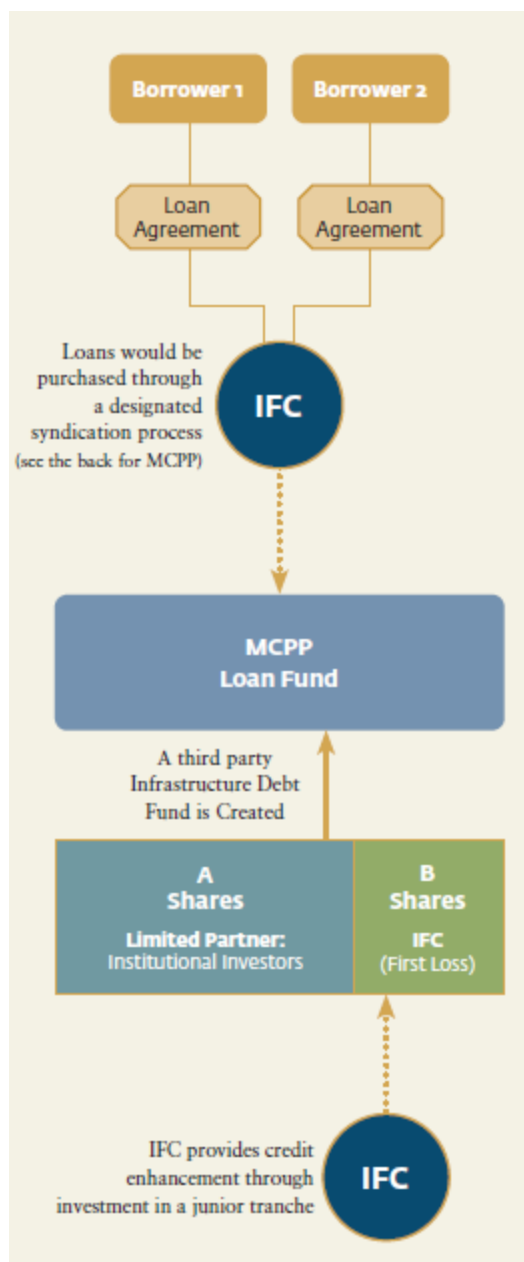 Borrower 1
Borrower 2
Loan
Agreement
Loan
Agreement
Loans would be
purchased through
a designated
syndication process
(see the back for MCPP)
IFC
MCPP
Loan Fund
A third party
Infrastructure Debt
Fund is Created
A
Shares
Limited Partner:
Institutional Investors
B
Shares
IFC
(First Loss)
IFC provides credit
enhancement through
investment in a junior tranche
IFC